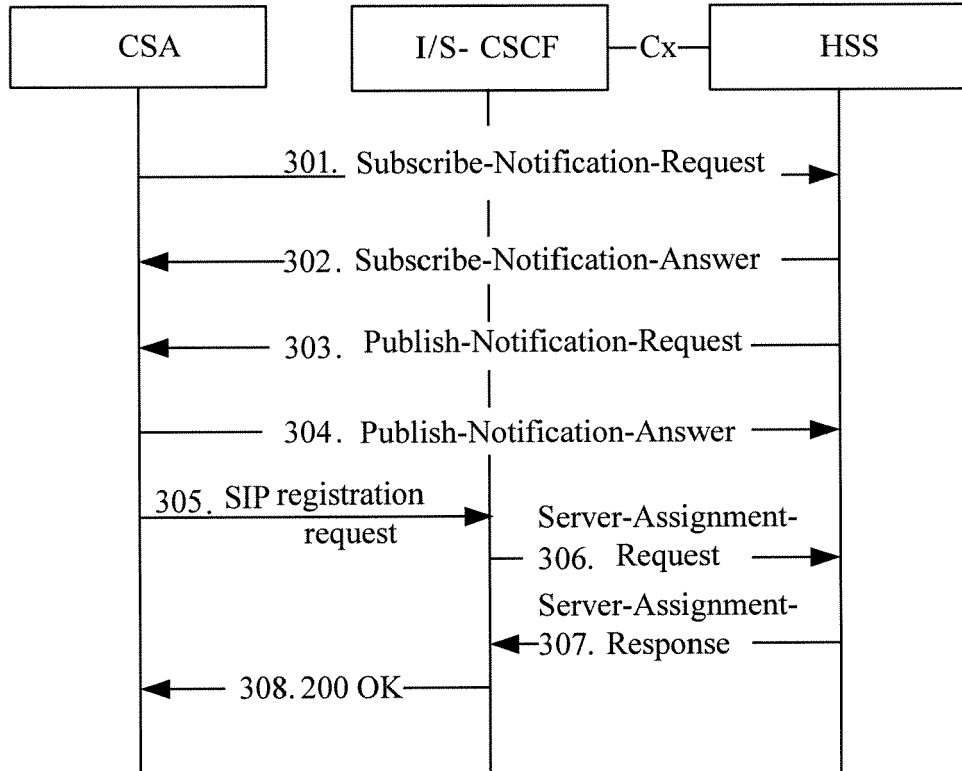 CSA
I/S- CSCF
Cx
HSS
301. Subscribe-Notification-Request
302. Subscribe-Notification-Answer
303. Publish-Notification-Request
304. Publish-Notification-Answer
305. SIP registration
request
Server-Assignment-
306. Request
Server-Assignment-
307. Response
308.200 OK